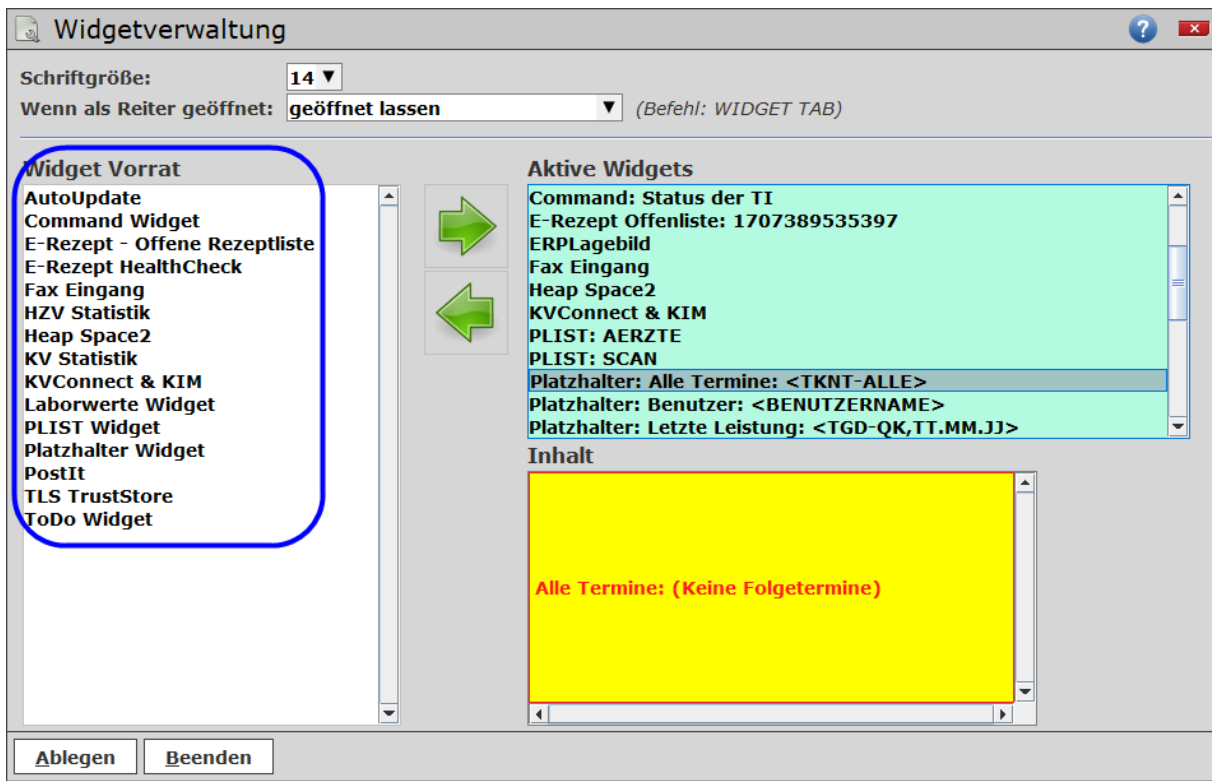 Widgetverwaltung
Schriftgröße: 14
Wenn als Reiter geöffnet: geöffnet lassen (Befehl: WIDGET TAB)
Widget Vorrat
AutoUpdate
Command Widget
E-Rezept - Offene Rezeptliste
E-Rezept HealthCheck
Fax Eingang
HZV Statistik
Heap Space2
KV Statistik
KVConnect & KIM
Laborwerte Widget
PLIST Widget
Platzhalter Widget
PostIt
TLS TrustStore
ToDo Widget
Aktive Widgets
Command: Status der TI
E-Rezept Offenliste: 1707389535397
ERPLagebild
Fax Eingang
Heap Space2
KVConnect & KIM
PLIST: AERZTE
PLIST: SCAN
Platzhalter: Alle Termine: <TKNT-ALLE>
Platzhalter: Benutzer: <BENUTZERNAME>
Platzhalter: Letzte Leistung: <TGD-QK,TT.MM.JJ>
Inhalt
Alle Termine: (Keine Folgetermine)
Ablegen Beenden